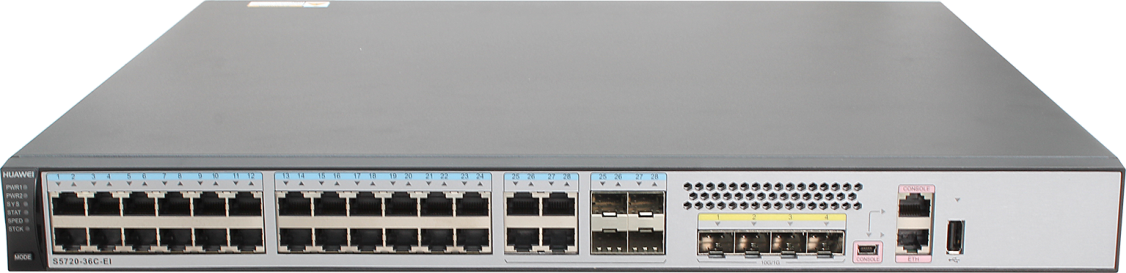 HUAWEI
PWR1
PWR2
SYS
STAT
SPED
STCK
MODE
1 2 3 4 5 6 7 8 9 10 11 12
13 14 15 16 17 18 19 20 21 22 23 24
25 26 27 28
25 26 27 28
1 2 3 4
10G/1G
CONSOLE
CONSOLE
ETH
S5720-36C-EI